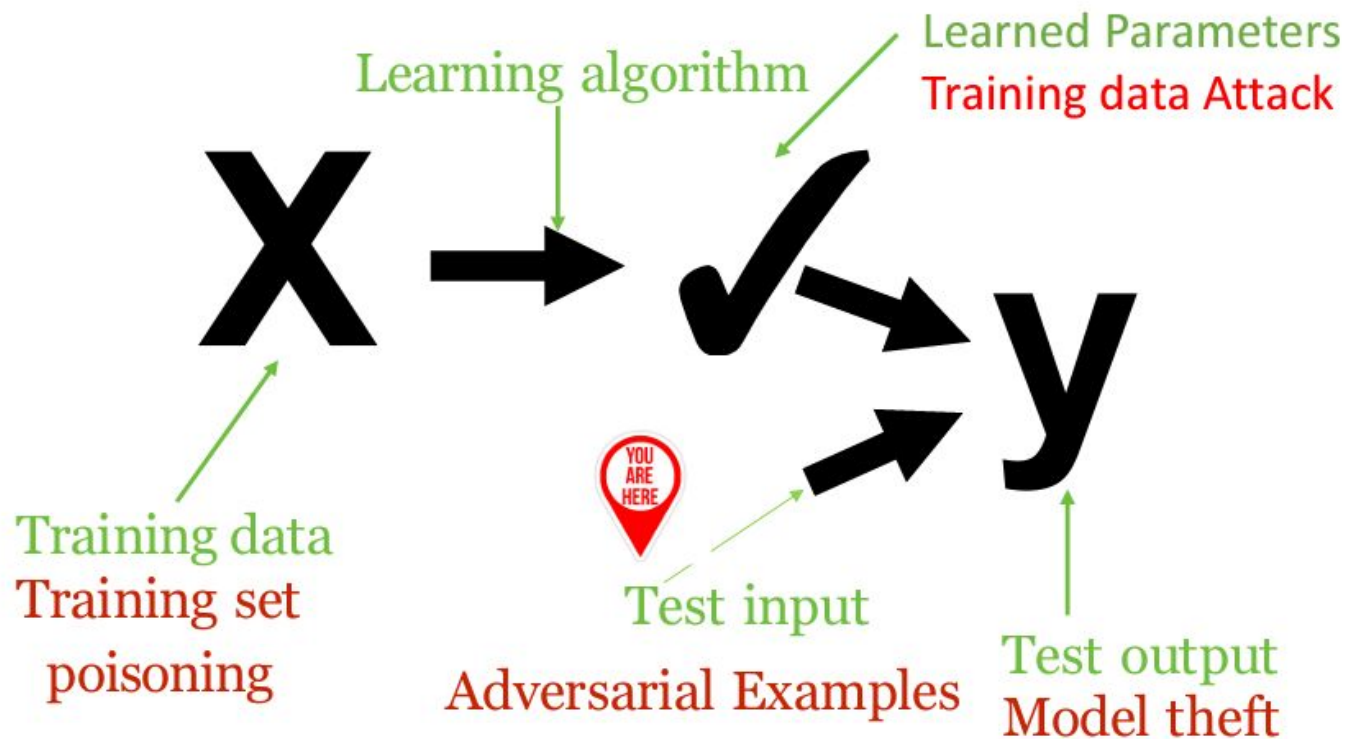 Learning algorithm
Learned Parameters
Training data Attack
X
y
YOU
ARE
HERE
Training data
Training set
poisoning
Test input
Adversarial Examples
Test output
Model theft